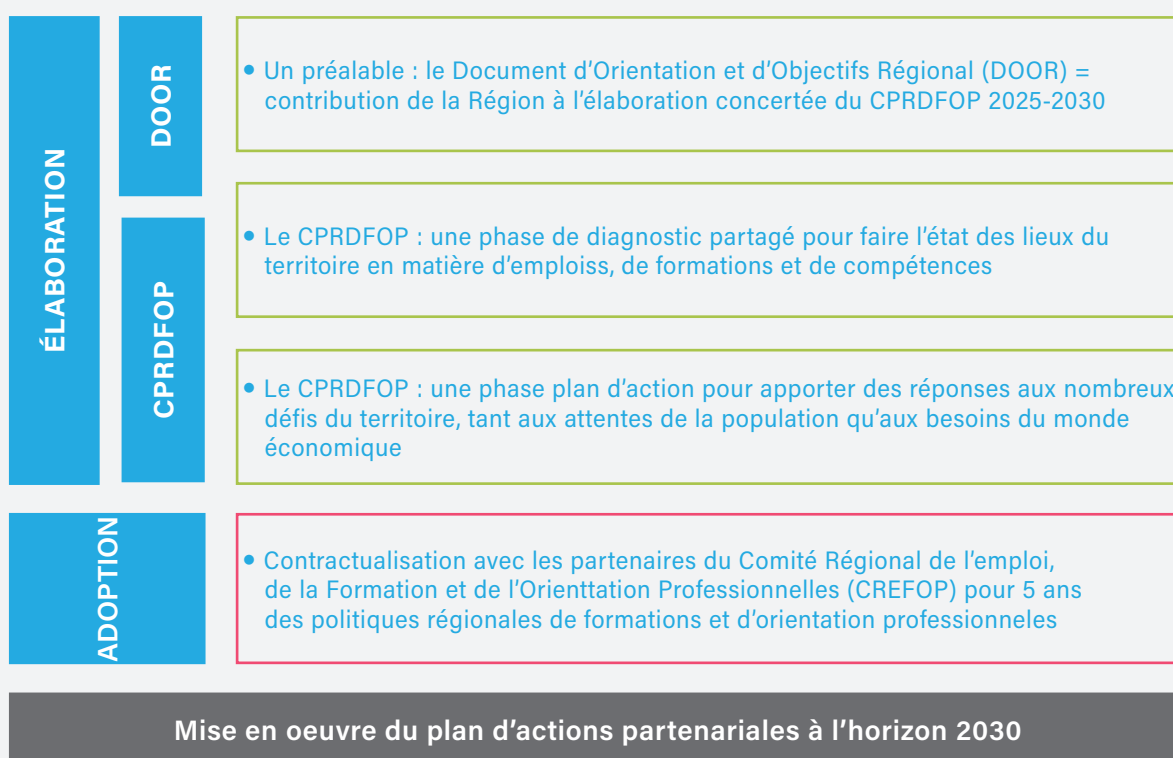 ÉLABORATION
DOOR
• Un préalable : le Document d'Orientation et d'Objectifs Régional (DOOR) =
contribution de la Région à l'élaboration concertée du CPRDFOP 2025-2030
CPRDFOP
• Le CPRDFOP : une phase de diagnostic partagé pour faire l'état des lieux du
territoire en matière d'emploiss, de formations et de compétences
• Le CPRDFOP : une phase plan d'action pour apporter des réponses aux nombreux
défis du territoire, tant aux attentes de la population qu'aux besoins du monde
économique
ADOPTION
• Contractualisation avec les partenaires du Comité Régional de l'emploi,
de la Formation et de l'Orienttation Professionnelles (CREFOP) pour 5 ans
des politiques régionales de formations et d'orientation professionneles
Mise en oeuvre du plan d'actions partenariales à l'horizon 2030